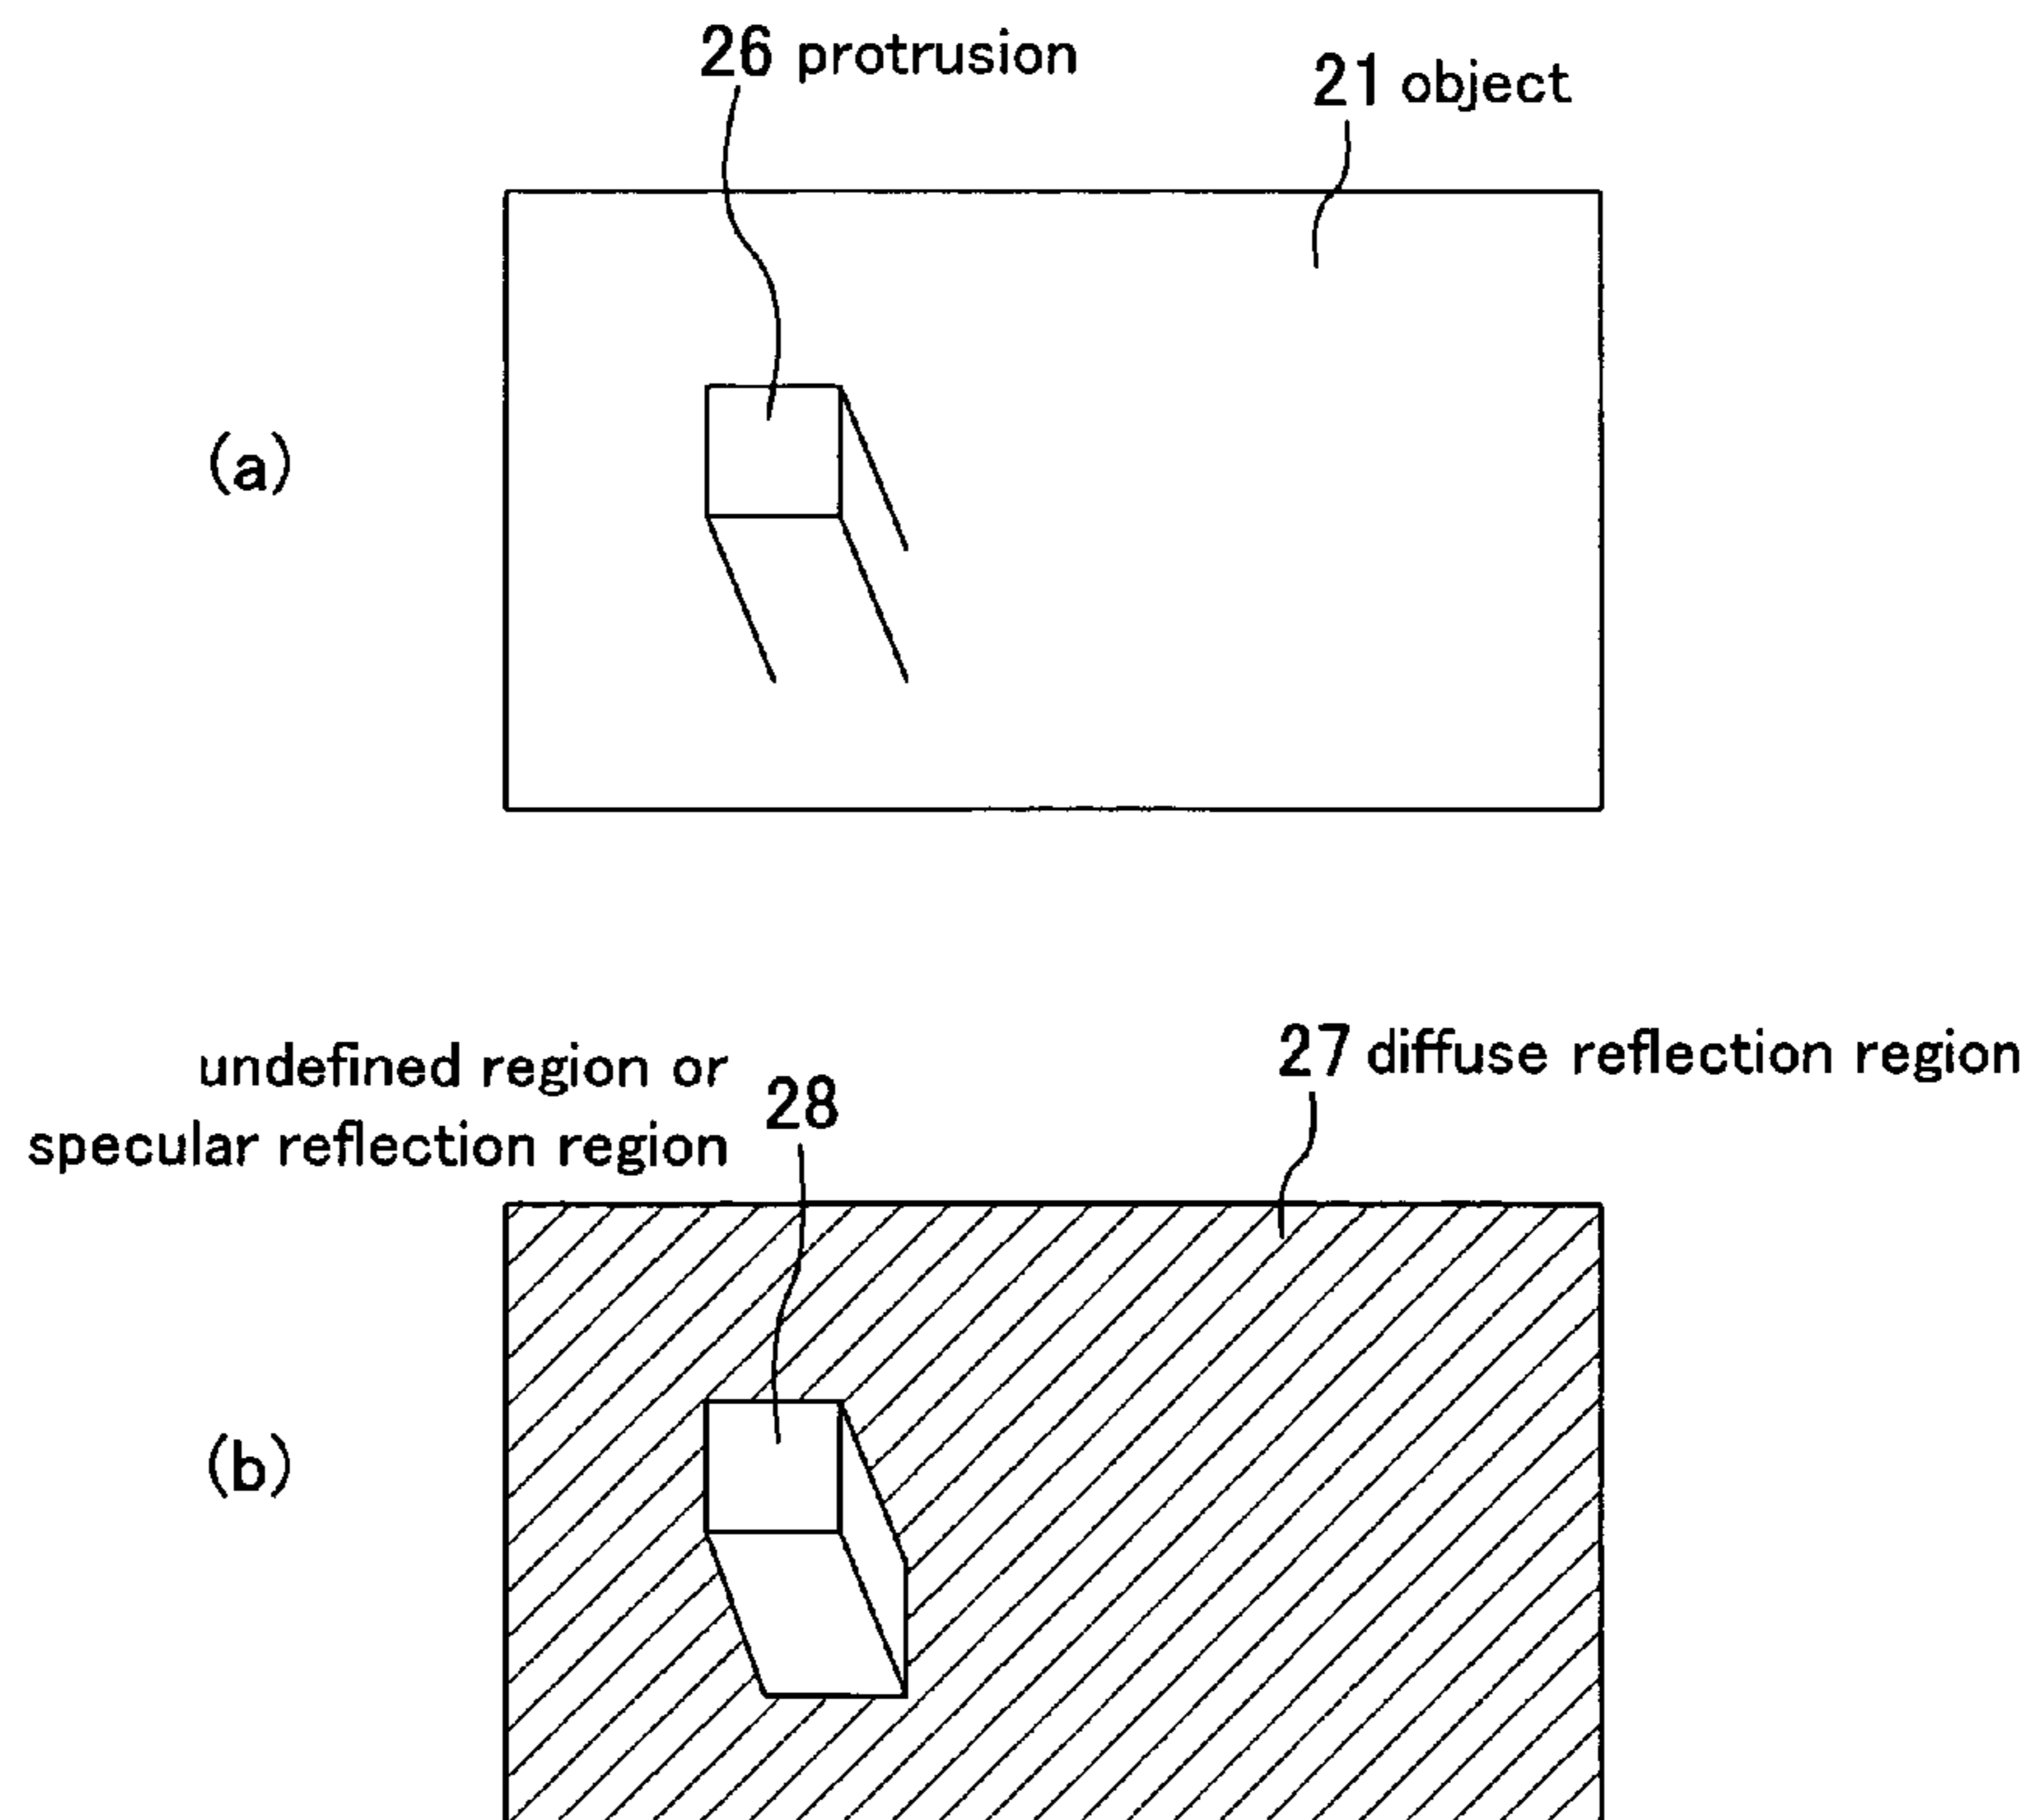 26 protrusion
21 object
(a)
undefined region or
specular reflection region 28
27 diffuse reflection region
(b)